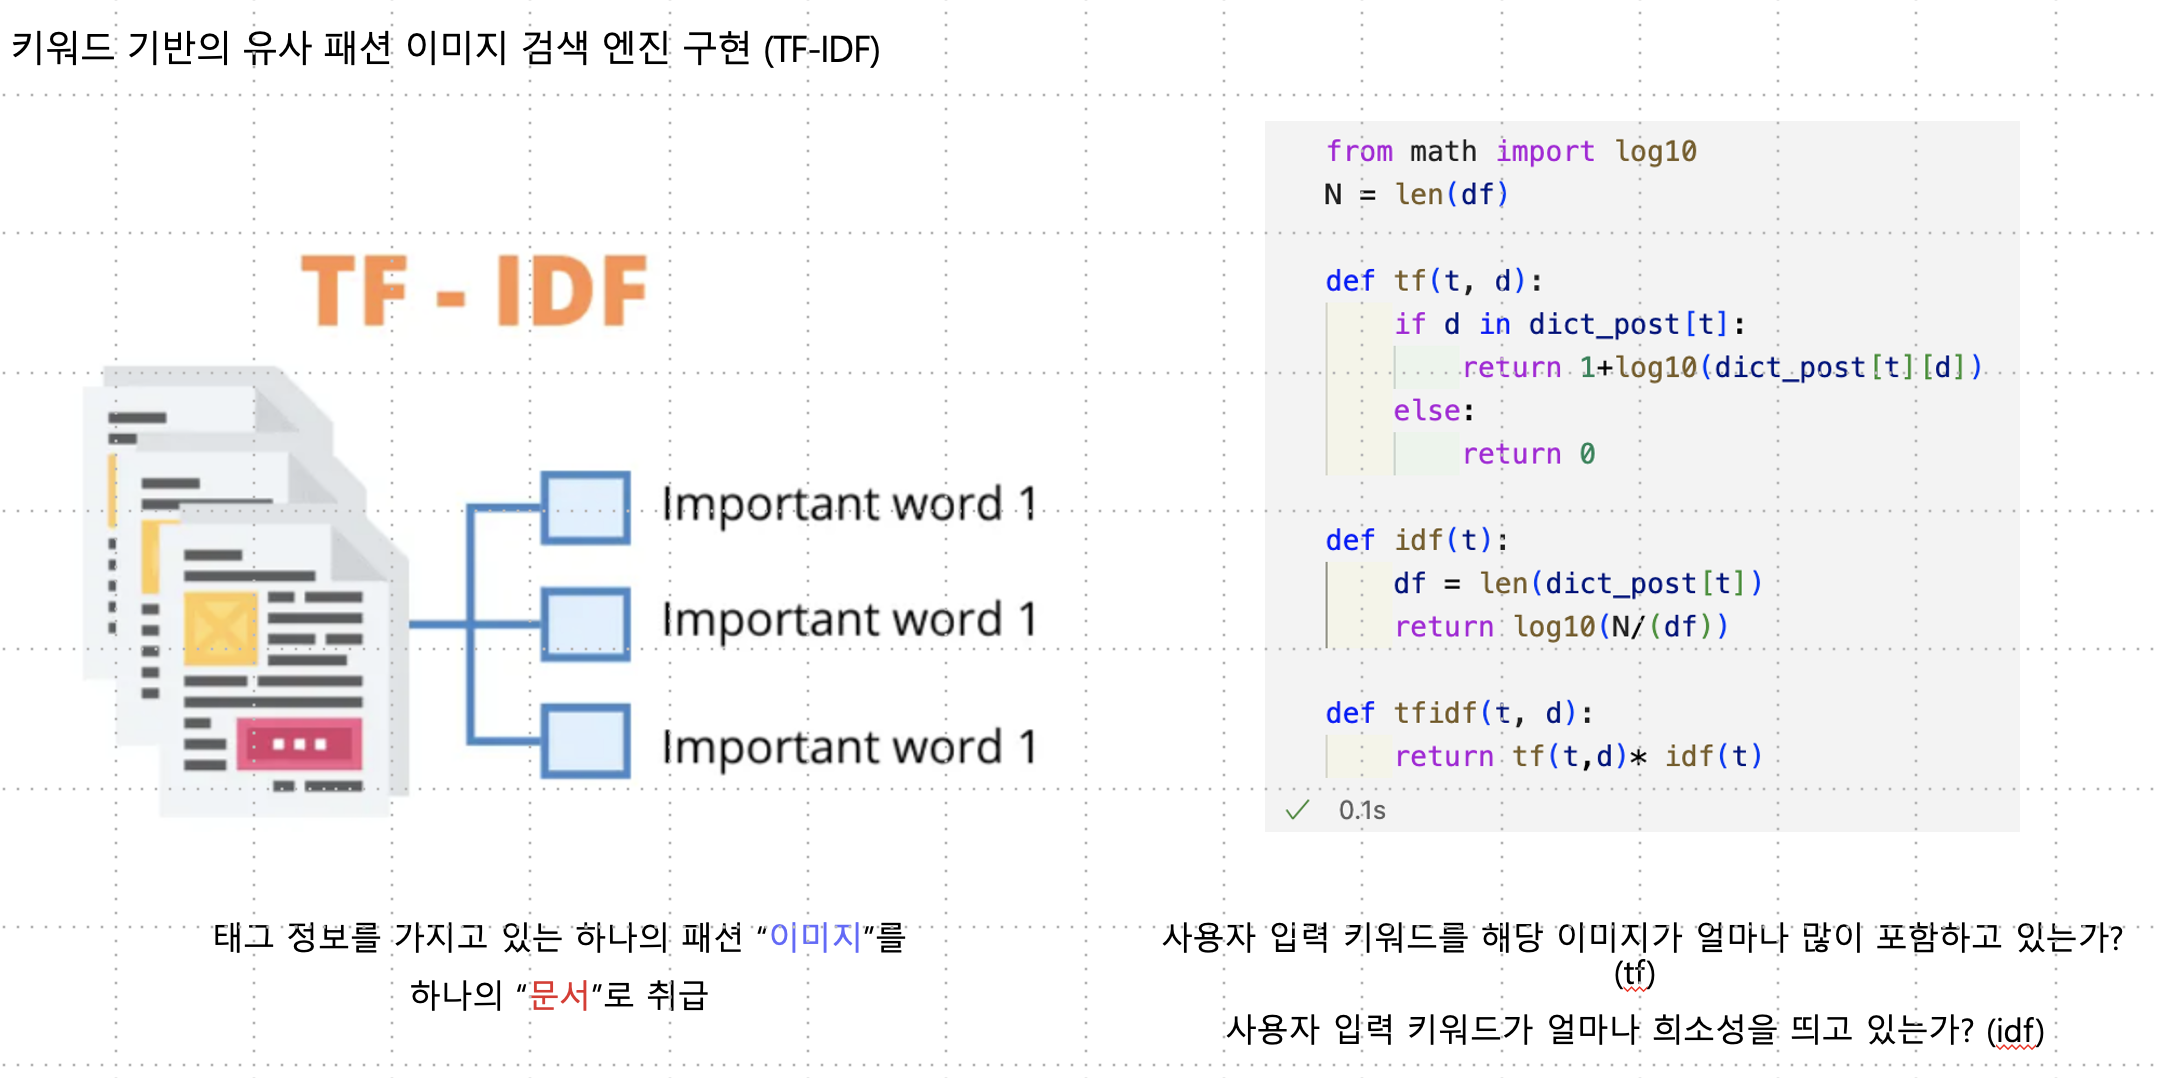 키워드 기반의 유사 패션 이미지 검색 엔진 구현 (TF-IDF)
TF - IDF
Important word 1
Important word 1
Important word 1
태그 정보를 가지고 있는 하나의 패션 “이미지”를
하나의 “문서”로 취급
from math import log10
N = len(df)
def tf(t, d):
if d in dict_post[t]:
return 1+log10(dict_post[t][d])
else:
return 0
def idf(t):
df = len(dict_post[t])
return log10(N/(df))
def tfidf(t, d):
return tf(t,d)* idf(t)
✓ 0.1s
사용자 입력 키워드를 해당 이미지가 얼마나 많이 포함하고 있는가?
(tf)
사용자 입력 키워드가 얼마나 희소성을 띄고 있는가? (idf)